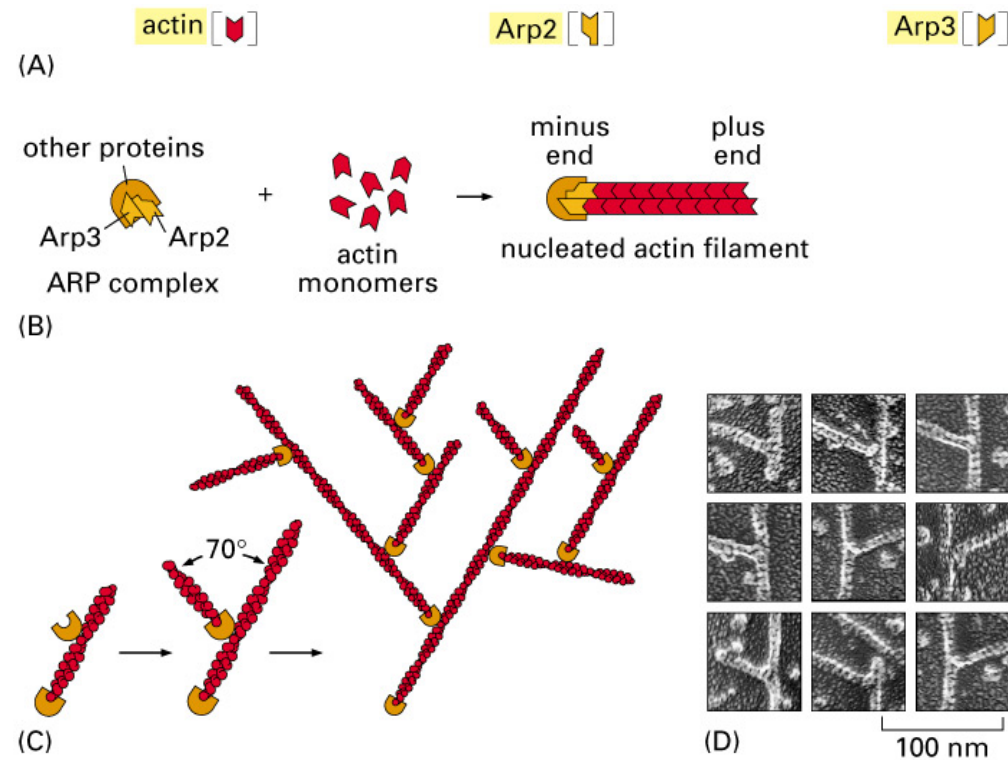 actin
Arp2
Arp3
(A)
other proteins
Arp3
Arp2
ARP complex
+
actin
monomers
minus
end
plus
end
nucleated actin filament
(B)
70°
(C)
(D)
100 nm